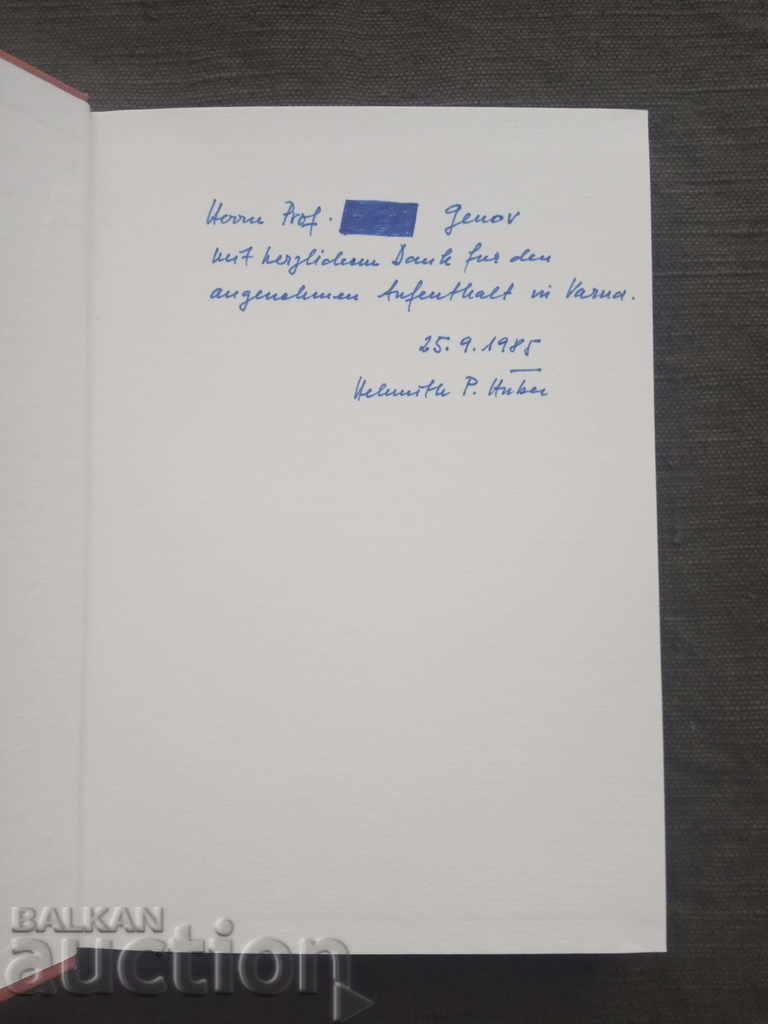 Herrn Prof. Genov
mit herzlichem Dank für den
angenehmen Aufenthalt in Varna.
25.9.1985
Helmuth P. Huber
BALKAN
auction